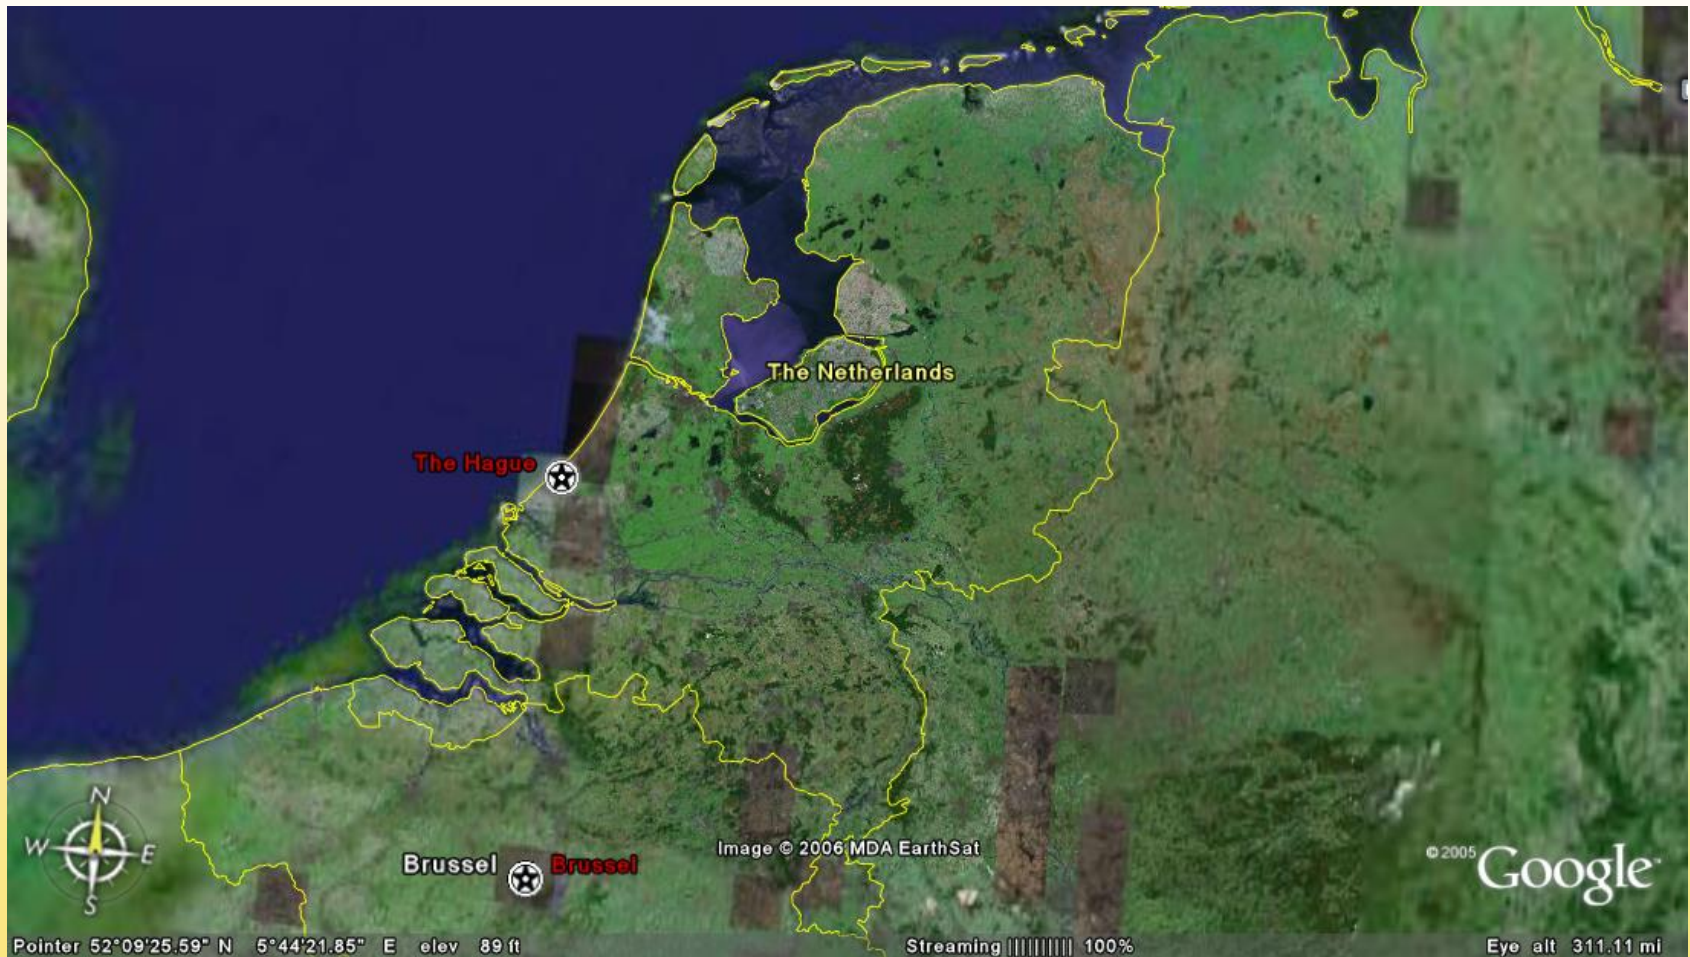 The Netherlands
The Hague
Brussel Brussel
Image © 2006 MDA EarthSat
N
W E
S
©2005 Google™
Pointer 52°09'25.59" N 5°44'21.85" E elev 89 ft Streaming |||||||||| 100% Eye alt 311.11 mi